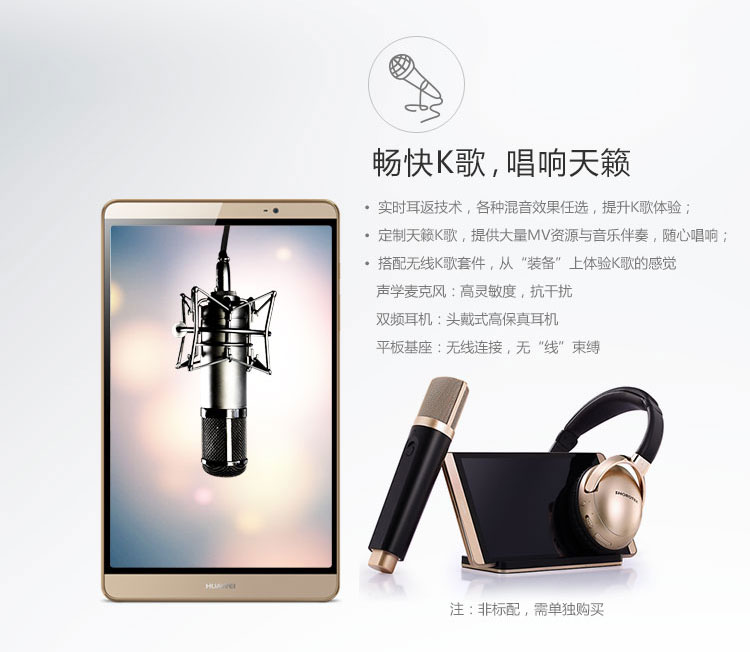 畅快K歌，唱响天籁
• 实时耳返技术，各种混音效果任选，提升K歌体验；
• 定制天籁K歌，提供大量MV资源与音乐伴奏，随心唱响；
• 搭配无线K歌套件，从“装备”上体验K歌的感觉
声学麦克风：高灵敏度，抗干扰
双频耳机：头戴式高保真耳机
平板基座：无线连接，无“线”束缚
HUAWEI
注：非标配，需单独购买